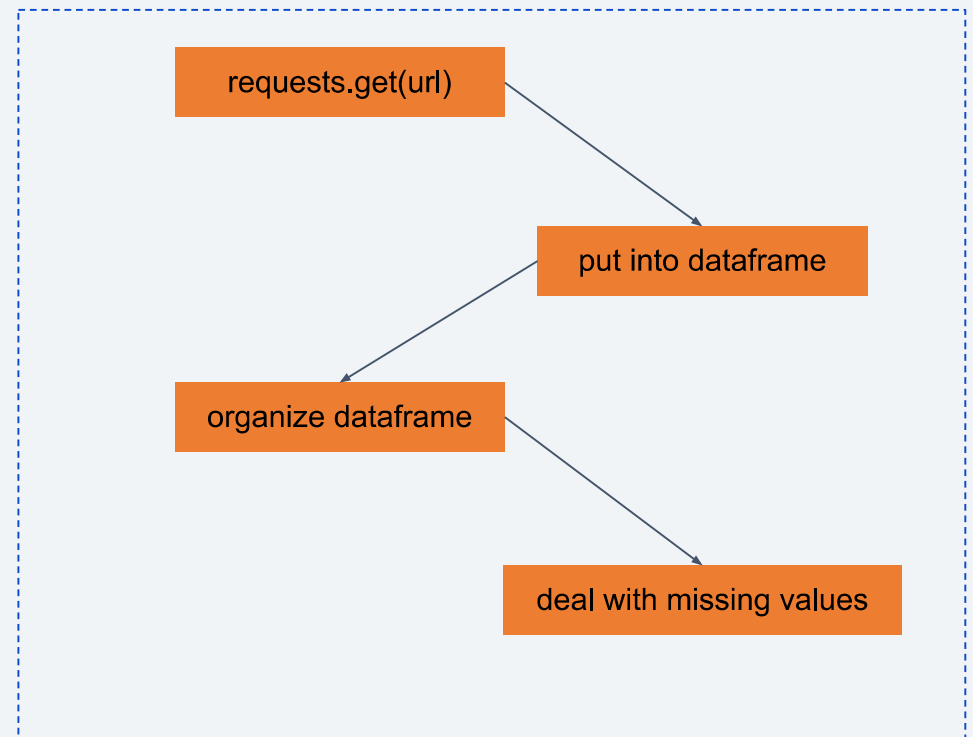 requests.get(url)
put into dataframe
organize dataframe
deal with missing values